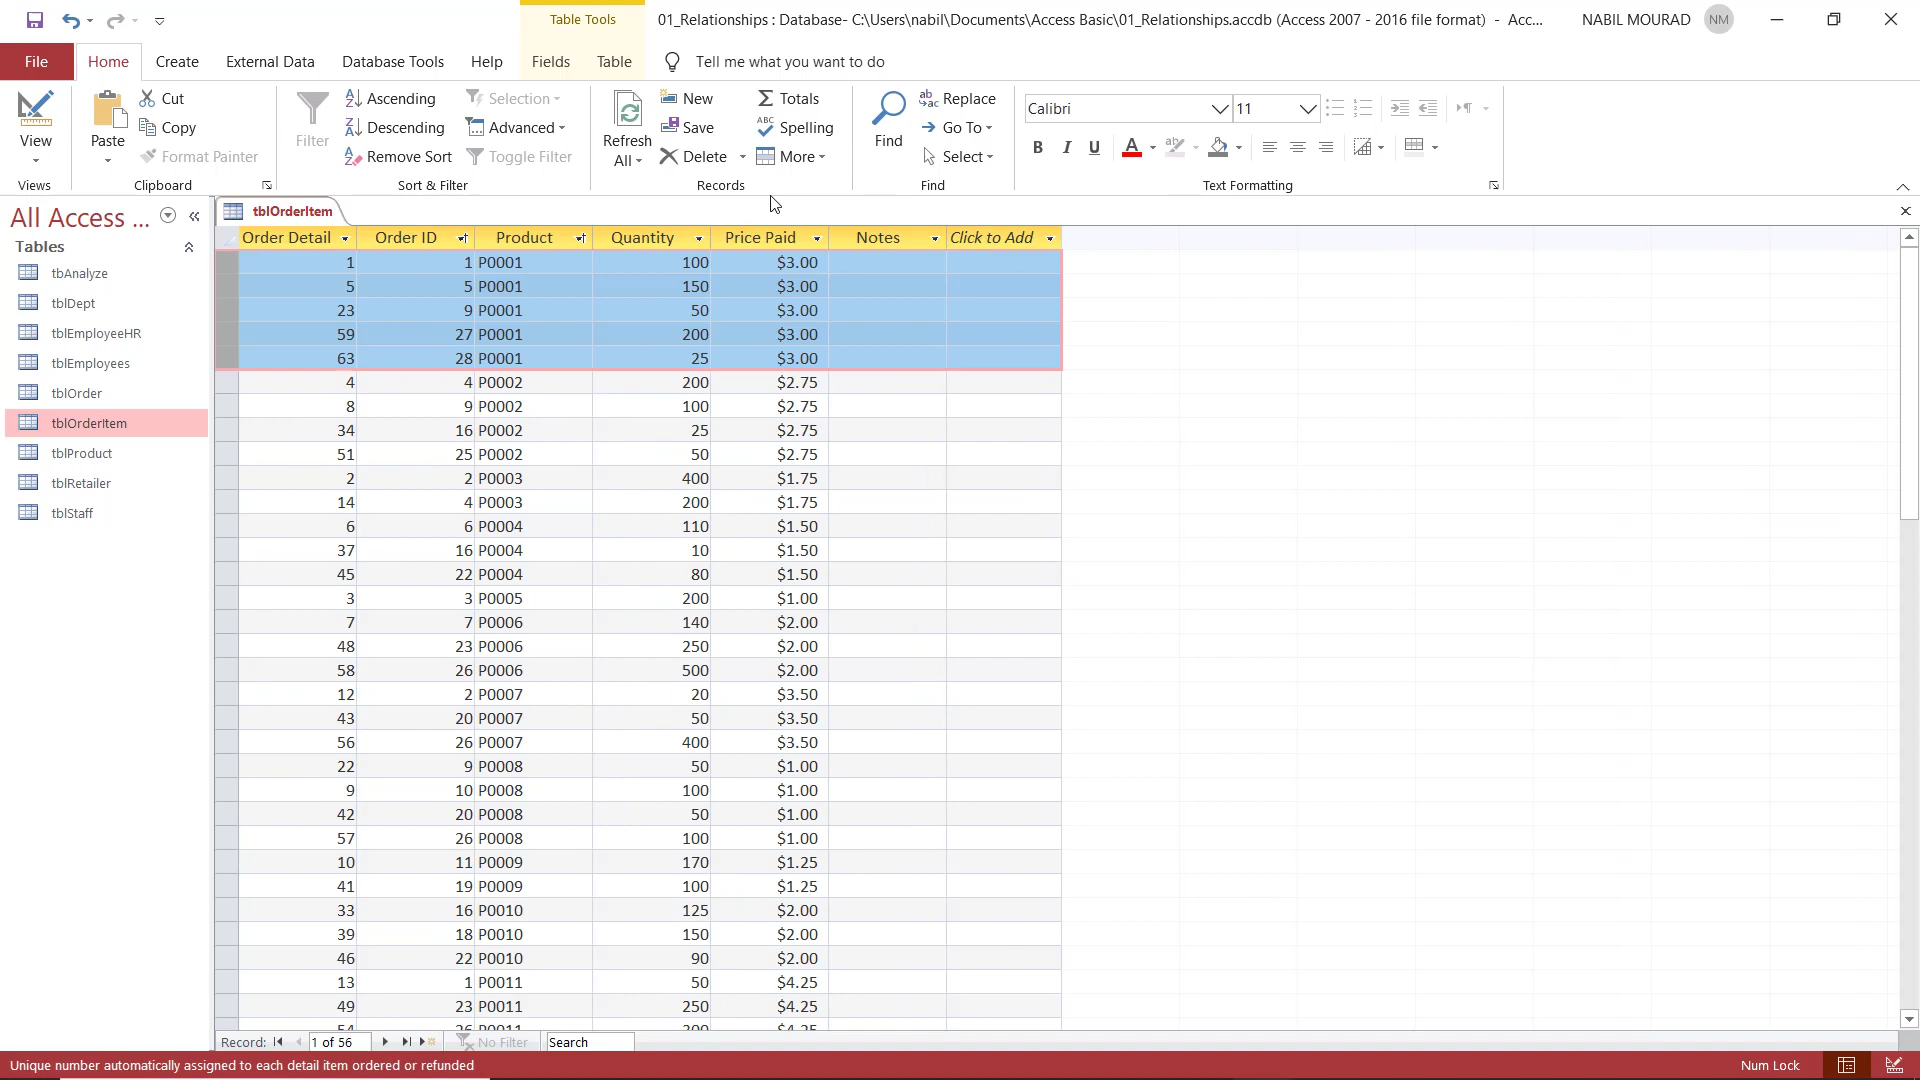 Table Tools
01_Relationships : Database- C:\Users\nabil\Documents\Access Basic\01_Relationships.accdb (Access 2007 - 2016 file format) - Acc...
NABIL MOURAD NM
File Home Create External Data Database Tools Help Fields Table Tell me what you want to do
View
Views
Paste
Cut
Copy
Format Painter
Clipboard
Filter
Ascending
Descending
Remove Sort
Selection
Advanced
Toggle Filter
Sort & Filter
Refresh
All
New
Save
Delete
Totals
Spelling
More
Records
Find
Replace
Go To
Select
Find
Calibri 11
B I U A
Text Formatting
All Access ...
Tables
tbAnalyze
tblDept
tblEmployeeHR
tblEmployees
tblOrder
tblOrderItem
tblProduct
tblRetailer
tblStaff
tblOrderItem
Order Detail Order ID Product Quantity Price Paid Notes Click to Add
1 1 P0001 100 $3.00
5 5 P0001 150 $3.00
23 9 P0001 50 $3.00
59 27 P0001 200 $3.00
63 28 P0001 25 $3.00
4 4 P0002 200 $2.75
8 9 P0002 100 $2.75
34 16 P0002 25 $2.75
51 25 P0002 50 $2.75
2 2 P0003 400 $1.75
14 4 P0003 200 $1.75
6 6 P0004 110 $1.50
37 16 P0004 10 $1.50
45 22 P0004 80 $1.50
3 3 P0005 200 $1.00
7 7 P0006 140 $2.00
48 23 P0006 250 $2.00
58 26 P0006 500 $2.00
12 2 P0007 20 $3.50
43 20 P0007 50 $3.50
56 26 P0007 400 $3.50
22 9 P0008 50 $1.00
9 10 P0008 100 $1.00
42 20 P0008 50 $1.00
57 26 P0008 100 $1.00
10 11 P0009 170 $1.25
41 19 P0009 100 $1.25
33 16 P0010 125 $2.00
39 18 P0010 150 $2.00
46 22 P0010 90 $2.00
13 1 P0011 50 $4.25
49 23 P0011 250 $4.25
Record: 1 of 56 No Filter Search
Unique number automatically assigned to each detail item ordered or refunded
Num Lock